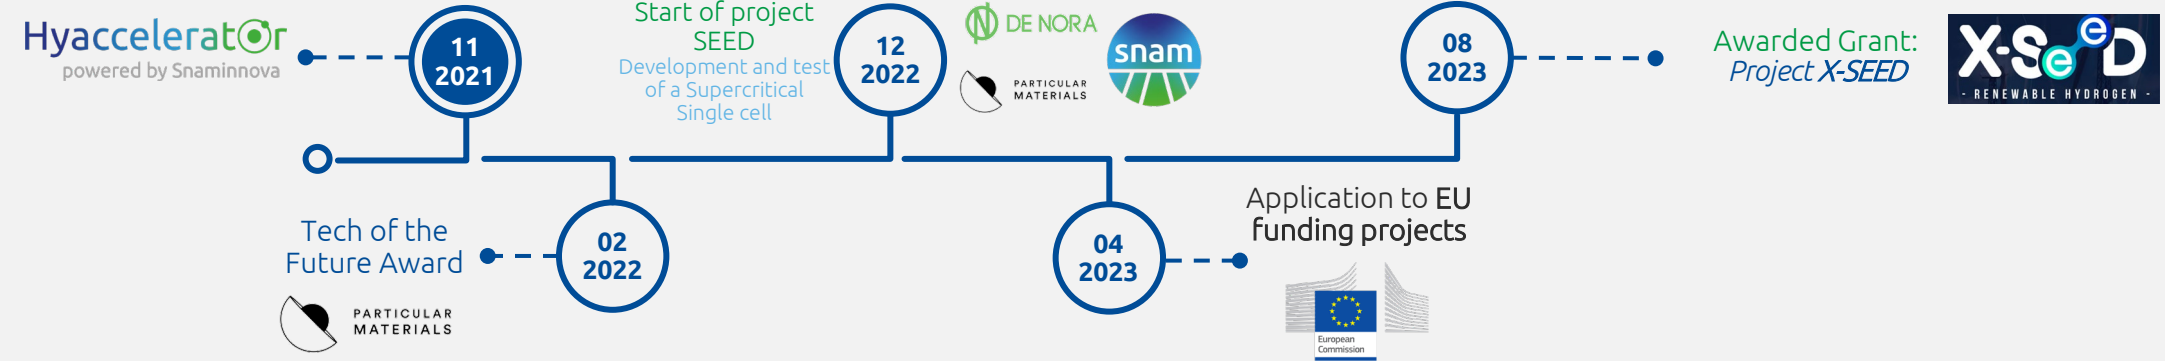 Hyaccelerator
powered by Snaminnova
11
2021
Tech of the
Future Award
PARTICULAR
MATERIALS
02
2022
Start of project
SEED
Development and test
of a Supercritical
Single cell
12
2022
DE NORA
PARTICULAR
MATERIALS
snam
04
2023
Application to EU
funding projects
European
Commission
08
2023
Awarded Grant:
Project X-SEED
X-SeeD
- RENEWABLE HYDROGEN -